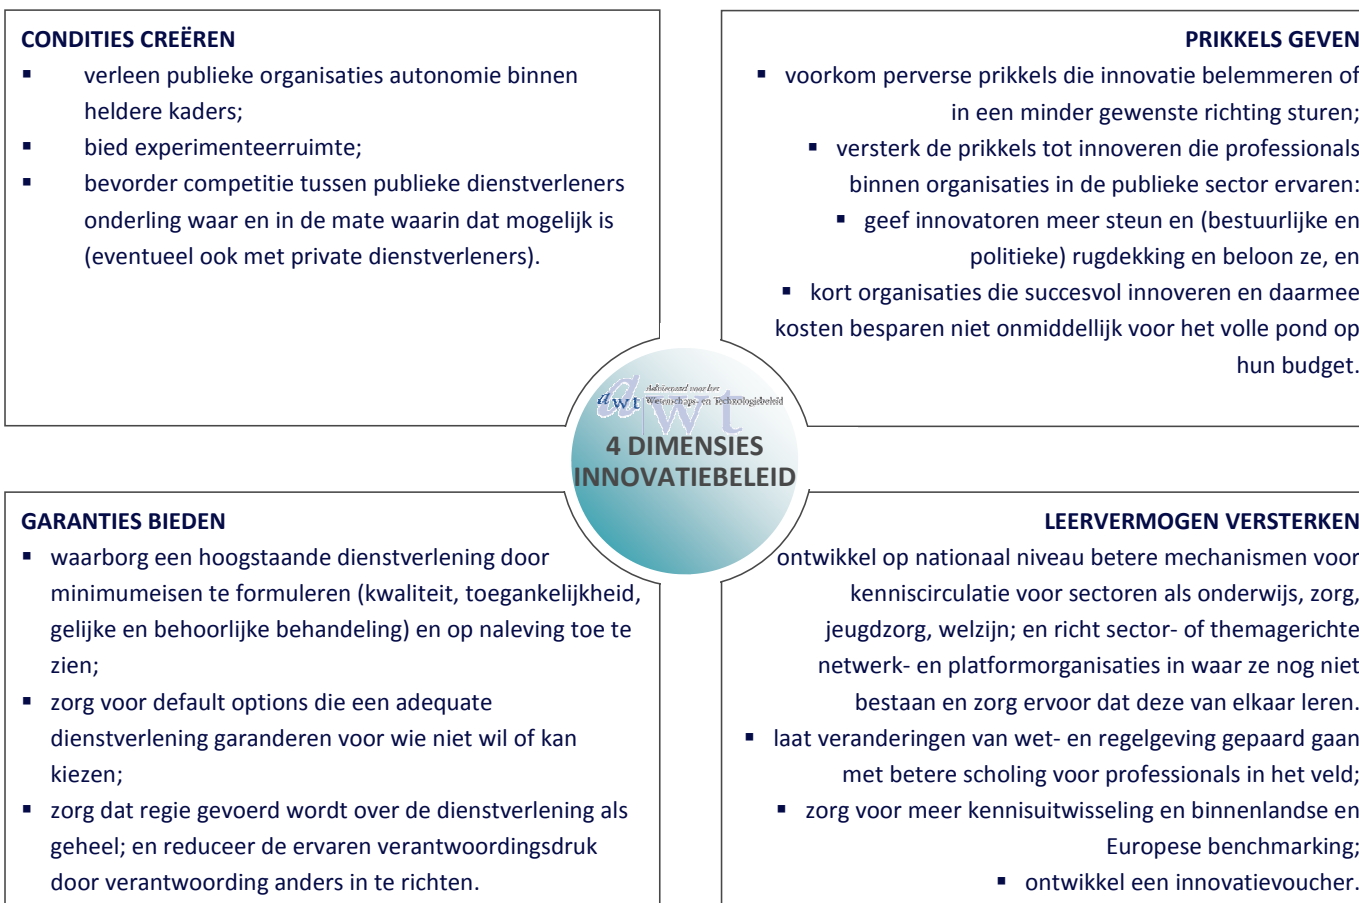 CONDITIES CREËREN
▪ verleen publieke organisaties autonomie binnen
heldere kaders;
▪ bied experimenteerruimte;
▪ bevorder competitie tussen publieke dienstverleners
onderling waar en in de mate waarin dat mogelijk is
(eventueel ook met private dienstverleners).
PRIKKELS GEVEN
▪ voorkom perverse prikkels die innovatie belemmeren of
in een minder gewenste richting sturen;
▪ versterk de prikkels tot innoveren die professionals
binnen organisaties in de publieke sector ervaren:
▪ geef innovatoren meer steun en (bestuurlijke en
politieke) rugdekking en beloon ze, en
▪ kort organisaties die succesvol innoveren en daarmee
kosten besparen niet onmiddellijk voor het volle pond op
hun budget.
awt
Adviesraad voor het
Wetenschaps- en Technologiebeleid
awt
4 DIMENSIES
INNOVATIEBELEID
GARANTIES BIEDEN
▪ waarborg een hoogstaande dienstverlening door
minimumeisen te formuleren (kwaliteit, toegankelijkheid,
gelijke en behoorlijke behandeling) en op naleving toe te
zien;
▪ zorg voor default options die een adequate
dienstverlening garanderen voor wie niet wil of kan
kiezen;
▪ zorg dat regie gevoerd wordt over de dienstverlening als
geheel; en reduceer de ervaren verantwoordingsdruk
door verantwoording anders in te richten.
LEERVERMOGEN VERSTERKEN
ontwikkel op nationaal niveau betere mechanismen voor
kenniscirculatie voor sectoren als onderwijs, zorg,
jeugdzorg, welzijn; en richt sector- of themagerichte
netwerk- en platformorganisaties in waar ze nog niet
bestaan en zorg ervoor dat deze van elkaar leren.
▪ laat veranderingen van wet- en regelgeving gepaard gaan
met betere scholing voor professionals in het veld;
▪ zorg voor meer kennisuitwisseling en binnenlandse en
Europese benchmarking;
▪ ontwikkel een innovatievoucher.